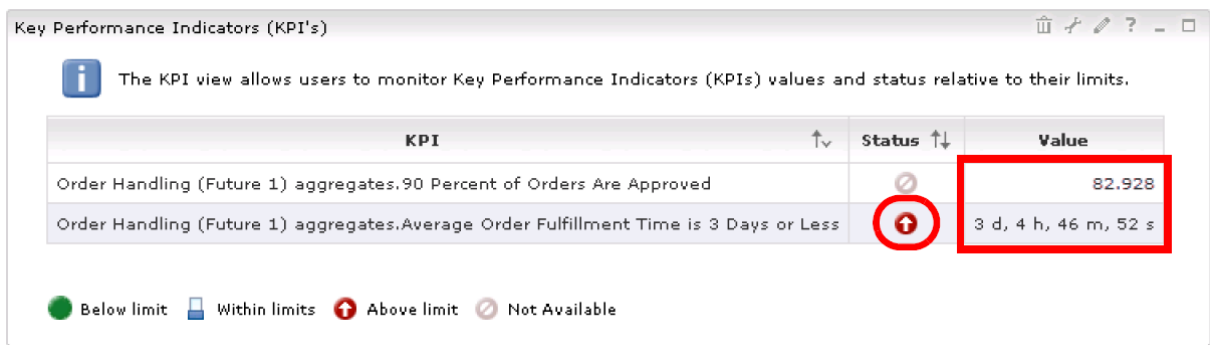 Key Performance Indicators (KPI's)
The KPI view allows users to monitor Key Performance Indicators (KPIs) values and status relative to their limits.
KPI Status Value
Order Handling (Future 1) aggregates.90 Percent of Orders Are Approved 82.928
Order Handling (Future 1) aggregates.Average Order Fulfillment Time is 3 Days or Less 3 d, 4 h, 46 m, 52 s
Below limit Within limits Above limit Not Available